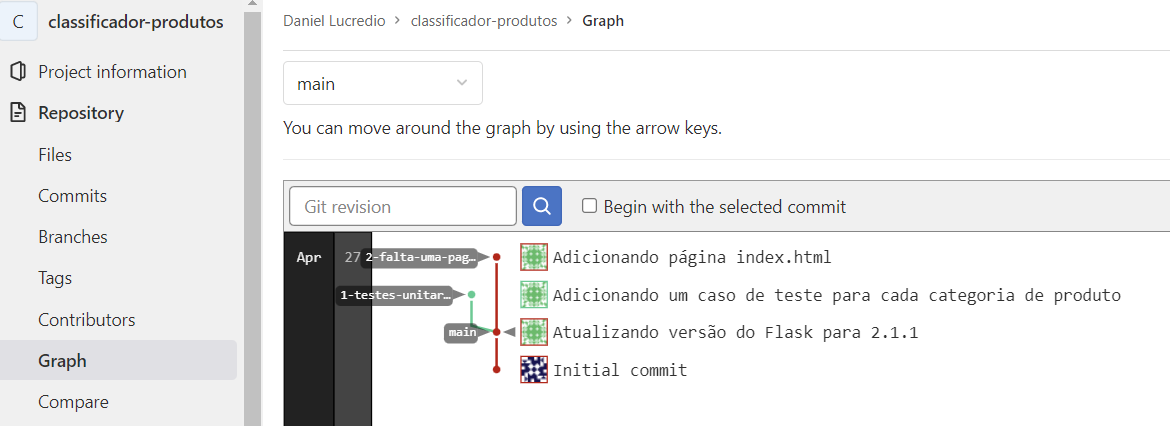 C classificador-produtos
Project information
Repository
Files
Commits
Branches
Tags
Contributors
Graph
Compare
Daniel Lucredio > classificador-produtos > Graph
main
You can move around the graph by using the arrow keys.
Git revision
Begin with the selected commit
Apr 27 2-falta-uma-pag… Adicionando página index.html
1-testes-unitar… Adicionando um caso de teste para cada categoria de produto
main Atualizando versão do Flask para 2.1.1
Initial commit